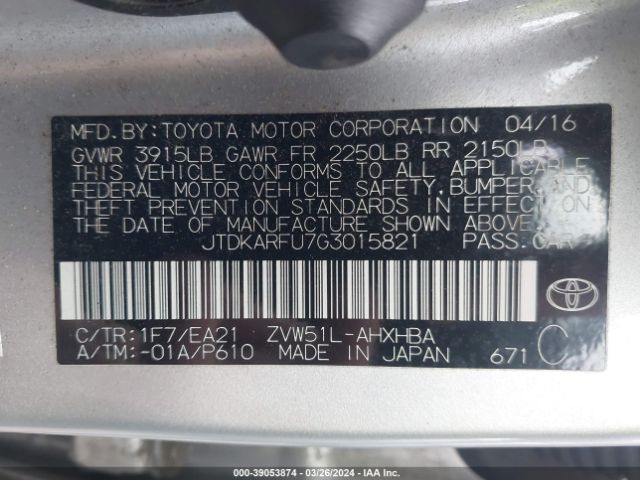 MFD.BY:TOYOTA MOTOR CORPORATION 04/16
GVWR 3915LB GAWR FR 2250LB RR 2150LB
THIS VEHICLE CONFORMS TO ALL APPLICABLE
FEDERAL MOTOR VEHICLE SAFETY,BUMPER,AND
THEFT PREVENTION STANDARDS IN EFFECT ON
THE DATE OF MANUFACTURE SHOWN ABOVE.
JTDKARFU7G3015821 PASS.CAR
C/TR:1F7/EA21 ZVW51L-AHXHBA
A/TM:-01A/P610 MADE IN JAPAN 671 C
000-39053874 - 03/26/2024 - IAA Inc.